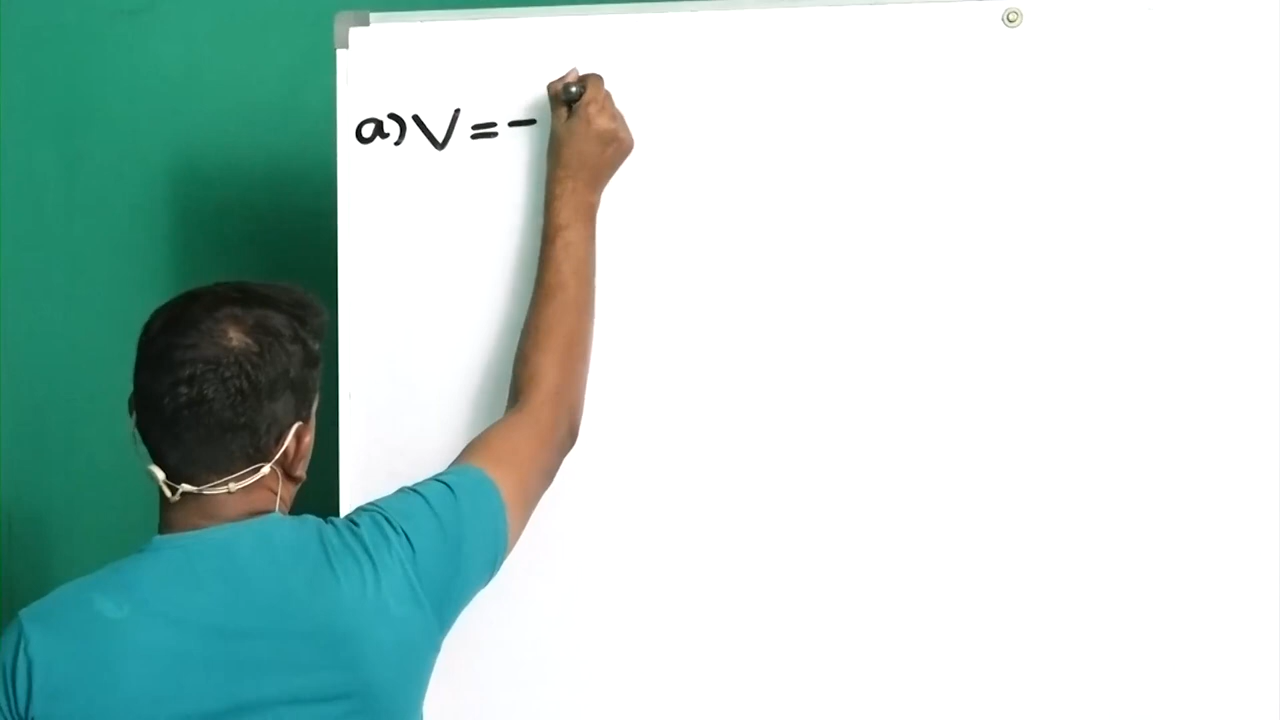 a) V = -